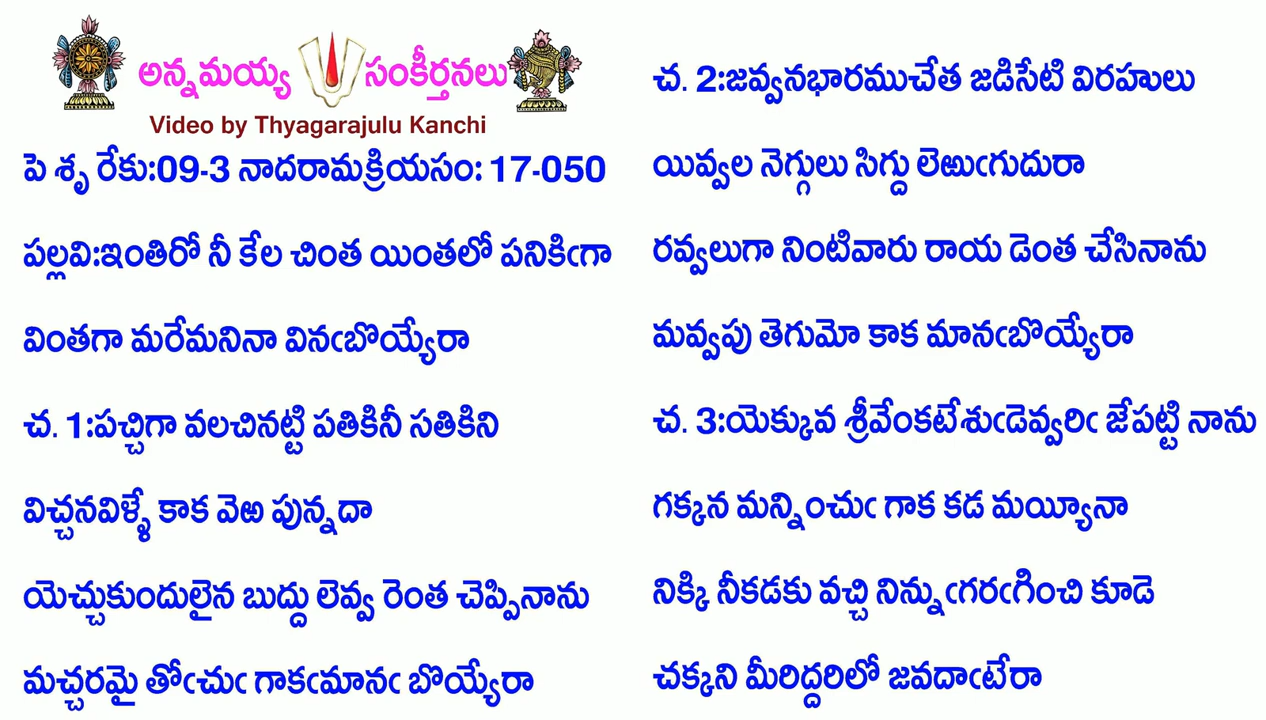 అన్నమయ్య సంకీర్తనలు
Video by Thyagarajulu Kanchi
పె శృ రేకు:09-3 నాదరామక్రియసం: 17-050
పల్లవి:ఇంతిరో నీ కేల చింత యింతలో పనికిఁగా
వింతగా మరేమనినా వినఁబొయ్యేరా
చ. 1:పచ్చిగా వలచినట్టి పతికినీ సతికిని
విచ్చనవిళ్ళే కాక వెఱ పున్నదా
యెచ్చుకుందులైన బుద్దు లెవ్వ రెంత చెప్పినాను
మచ్చరమై తోఁచుఁ గాకఁమానఁ బొయ్యేరా
చ. 2:జవ్వనభారముచేత జడిసేటి విరహులు
యివ్వల నెగ్గులు సిగ్దు లెఱుఁగుదురా
రవ్వలుగా నింటివారు రాయ డెంత చేసినాను
మవ్వపు తెగుమో కాక మానఁబొయ్యేరా
చ. 3:యెక్కువ శ్రీవేంకటేశుఁడెవ్వరిఁ జేపట్టి నాను
గక్కన మన్నించుఁ గాక కడ మయ్యీనా
నిక్కి నీకడకు వచ్చి నిన్నుఁగరఁగించి కూడె
చక్కని మీరిద్దరిలో జవదాఁటేరా